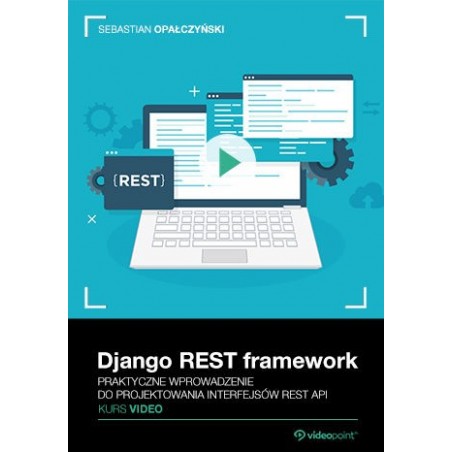 SEBASTIAN OPAŁCZYŃSKI
{REST}
Django REST framework
PRAKTYCZNE WPROWADZENIE
DO PROJEKTOWANIA INTERFEJSÓW REST API
KURS VIDEO
videopoint